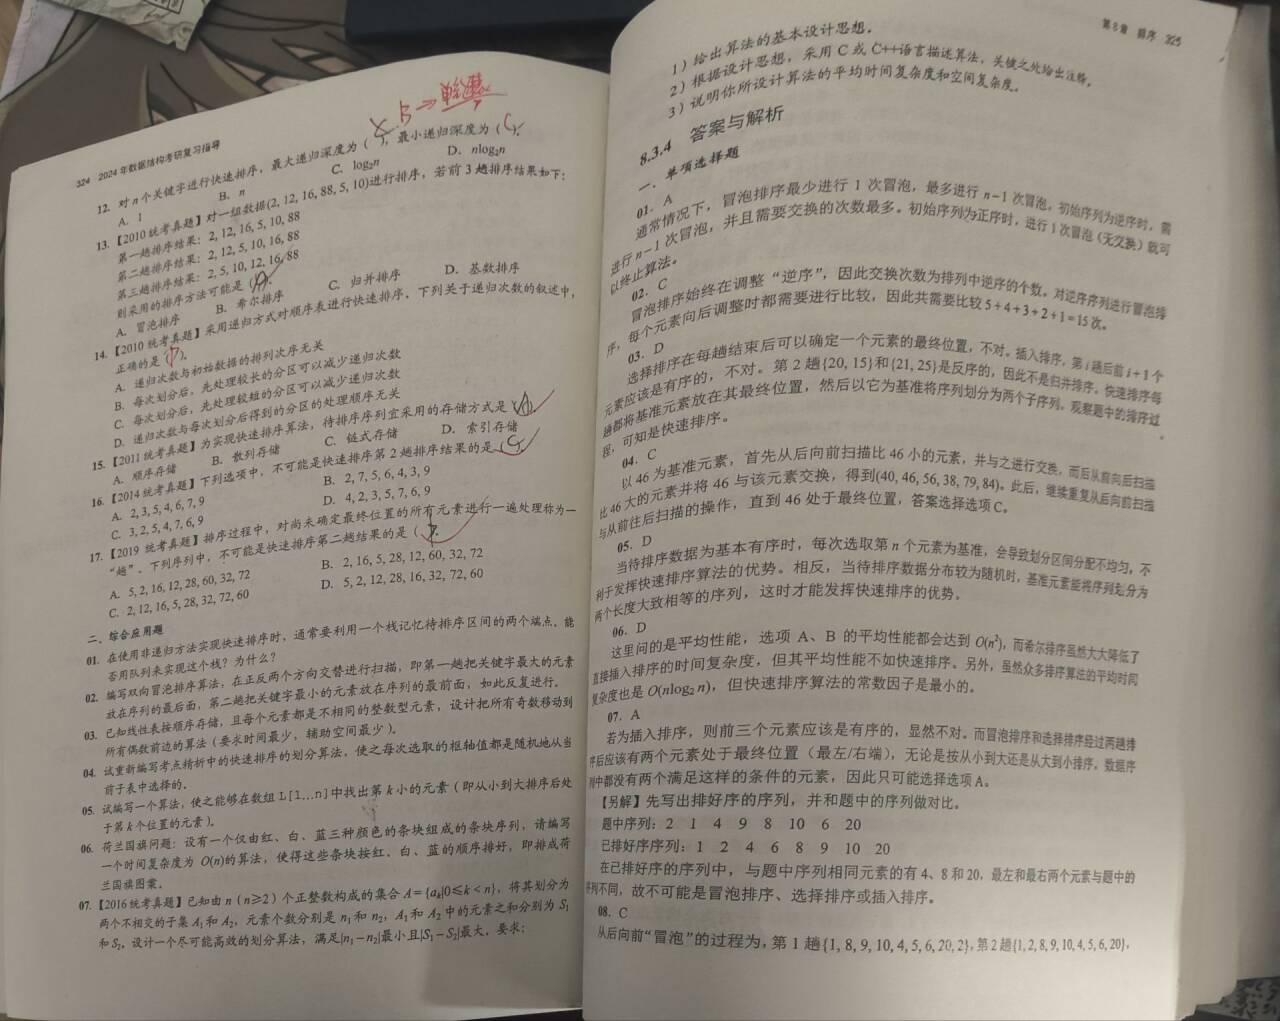 324 2024年数据结构考研复习指导
B→
12. 对n个关键字进行快速排序，最大递归深度为（ ），最小递归深度为（C）。
A. 1 B. n C. log₂n D. nlog₂n
13.【2010统考真题】对一组数据(2, 12, 16, 88, 5, 10)进行排序，若前3趟排序结果如下：
第一趟排序结果：2, 12, 16, 5, 10, 88
第二趟排序结果：2, 12, 5, 10, 16, 88
第三趟排序结果：2, 5, 10, 12, 16, 88
则采用的排序方法可能是（A）。
A. 冒泡排序 B. 希尔排序 C. 归并排序 D. 基数排序
14.【2010统考真题】采用递归方式对顺序表进行快速排序，下列关于递归次数的叙述中，
正确的是（D）。
A. 递归次数与初始数据的排列次序无关
B. 每次划分后，先处理较长的分区可以减少递归次数
C. 每次划分后，先处理较短的分区可以减少递归次数
D. 递归次数与每次划分后得到的分区的处理顺序无关
15.【2011统考真题】为实现快速排序算法，待排序序列宜采用的存储方式是（A）
A. 顺序存储 B. 散列存储 C. 链式存储 D. 索引存储
16.【2014统考真题】下列选项中，不可能是快速排序第2趟排序结果的是（C）
A. 2, 3, 5, 4, 6, 7, 9 B. 2, 7, 5, 6, 4, 3, 9
C. 3, 2, 5, 4, 7, 6, 9 D. 4, 2, 3, 5, 7, 6, 9
17.【2019统考真题】排序过程中，对尚未确定最终位置的所有元素进行一遍处理称为一
“趟”。下列序列中，不可能是快速排序第二趟结果的是（ ）
A. 5, 2, 16, 12, 28, 60, 32, 72 B. 2, 16, 5, 28, 12, 60, 32, 72
C. 2, 12, 16, 5, 28, 32, 72, 60 D. 5, 2, 12, 28, 16, 32, 72, 60
二、综合应用题
01. 在使用非递归方法实现快速排序时，通常要利用一个栈记忆待排序区间的两个端点，能
否用队列来实现这个栈？为什么？
02. 编写双向冒泡排序算法，在正反两个方向交替进行扫描，即第一趟把关键字最大的元素
放在序列的最后面，第二趟把关键字最小的元素放在序列的最前面，如此反复进行。
03. 已知线性表按顺序存储，且每个元素都是不相同的整数型元素，设计把所有奇数移动到
所有偶数前边的算法（要求时间最少，辅助空间最少）。
04. 试重新编写考点精析中的快速排序的划分算法，使之每次选取的枢轴值都是随机地从当
前子表中选择的。
05. 试编写一个算法，使之能够在数组L[1...n]中找出第k小的元素（即从小到大排序后处
于第k个位置的元素）。
06. 荷兰国旗问题：设有一个仅由红、白、蓝三种颜色的条块组成的条块序列，请编写
一个时间复杂度为O(n)的算法，使得这些条块按红、白、蓝的顺序排好，即排成荷
兰国旗图案。
07.【2016统考真题】已知由n（n≥2）个正整数构成的集合A={aₖ|0≤k<n}，将其划分为
两个不相交的子集A₁和A₂，元素个数分别是n₁和n₂，A₁和A₂中的元素之和分别为S₁
和S₂。设计一个尽可能高效的划分算法，满足|n₁−n₂|最小且|S₁−S₂|最大。要求：
第8章 排序 325
1）给出算法的基本设计思想。
2）根据设计思想，采用C或C++语言描述算法，关键之处给出注释。
3）说明你所设计算法的平均时间复杂度和空间复杂度。
8.3.4 答案与解析
一、单项选择题
01. A
通常情况下，冒泡排序最少进行1次冒泡，最多进行n−1次冒泡。初始序列为逆序时，需
进行n−1次冒泡，并且需要交换的次数最多。初始序列为正序时，进行1次冒泡（无交换）就可
以终止算法。
02. C
冒泡排序始终在调整“逆序”，因此交换次数为排列中逆序的个数。对逆序序列进行冒泡排
序，每个元素向后调整时都需要进行比较，因此共需要比较5+4+3+2+1=15次。
03. D
选择排序在每趟结束后可以确定一个元素的最终位置，不对。插入排序，第i趟后前i+1个
元素应该是有序的，不对。第2趟{20, 15}和{21, 25}是反序的，因此不是归并排序。快速排序每
趟都将基准元素放在其最终位置，然后以它为基准将序列划分为两个子序列。观察题中的排序过
程，可知是快速排序。
04. C
以46为基准元素，首先从后向前扫描比46小的元素，并与之进行交换，而后从前向后扫描
比46大的元素并将46与该元素交换，得到(40, 46, 56, 38, 79, 84)。此后，继续重复从后向前扫描
与从前往后扫描的操作，直到46处于最终位置，答案选择选项C。
05. D
当待排序数据为基本有序时，每次选取第n个元素为基准，会导致划分区间分配不均匀，不
利于发挥快速排序算法的优势。相反，当待排序数据分布较为随机时，基准元素能将序列划分为
两个长度大致相等的序列，这时才能发挥快速排序的优势。
06. D
这里问的是平均性能，选项A、B的平均性能都会达到O(n²)，而希尔排序虽然大大降低了
直接插入排序的时间复杂度，但其平均性能不如快速排序。另外，虽然众多排序算法的平均时间
复杂度也是O(nlog₂n)，但快速排序算法的常数因子是最小的。
07. A
若为插入排序，则前三个元素应该是有序的，显然不对。而冒泡排序和选择排序经过两趟排
序后应该有两个元素处于最终位置（最左/右端），无论是按从小到大还是从大到小排序，数据序
列中都没有两个满足这样的条件的元素，因此只可能选择选项A。
【另解】先写出排好序的序列，并和题中的序列做对比。
题中序列：2 1 4 9 8 10 6 20
已排好序序列：1 2 4 6 8 9 10 20
在已排好序的序列中，与题中序列相同元素的有4、8和20，最左和最右两个元素与题中的
序列不同，故不可能是冒泡排序、选择排序或插入排序。
08. C
从后向前“冒泡”的过程为，第1趟{1, 8, 9, 10, 4, 5, 6, 20, 2}，第2趟{1, 2, 8, 9, 10, 4, 5, 6, 20}，